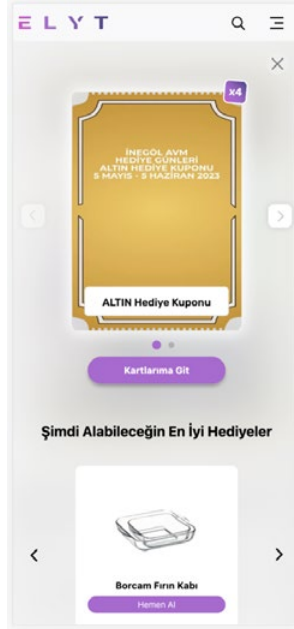 ELYT
x4
İNEGÖL AVM
HEDİYE GÜNLERİ
ALTIN HEDİYE KUPONU
5 MAYIS - 5 HAZİRAN 2023
ALTIN Hediye Kuponu
Kartlarıma Git
Şimdi Alabileceğin En İyi Hediyeler
Borcam Fırın Kabı
Hemen Al